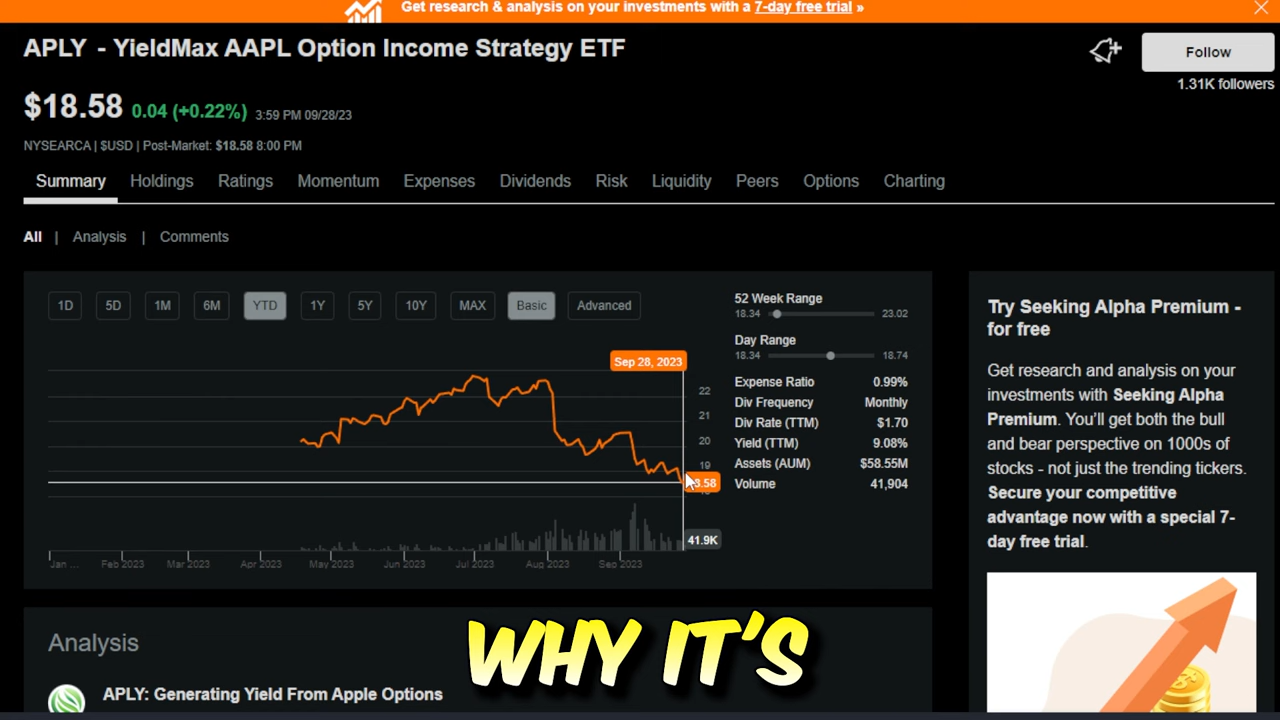 Get research & analysis on your investments with a 7-day free trial »
APLY - YieldMax AAPL Option Income Strategy ETF
Follow
1.31K followers
$18.58 0.04 (+0.22%) 3:59 PM 09/28/23
NYSEARCA | $USD | Post-Market: $18.58 8:00 PM
Summary Holdings Ratings Momentum Expenses Dividends Risk Liquidity Peers Options Charting
All | Analysis | Comments
1D 5D 1M 6M YTD 1Y 5Y 10Y MAX Basic Advanced
Sep 28, 2023
22
21
20
19
41.9K
Jan ... Feb 2023 Mar 2023 Apr 2023 May 2023 Jun 2023 Jul 2023 Aug 2023 Sep 2023
52 Week Range
18.34 23.02
Day Range
18.34 18.74
Expense Ratio 0.99%
Div Frequency Monthly
Div Rate (TTM) $1.70
Yield (TTM) 9.08%
Assets (AUM) $58.55M
Volume 41,904
Try Seeking Alpha Premium -
for free
Get research and analysis on your
investments with Seeking Alpha
Premium. You'll get both the bull
and bear perspective on 1000s of
stocks - not just the trending tickers.
Secure your competitive
advantage now with a special 7-
day free trial.
Analysis
APLY: Generating Yield From Apple Options
WHY IT'S